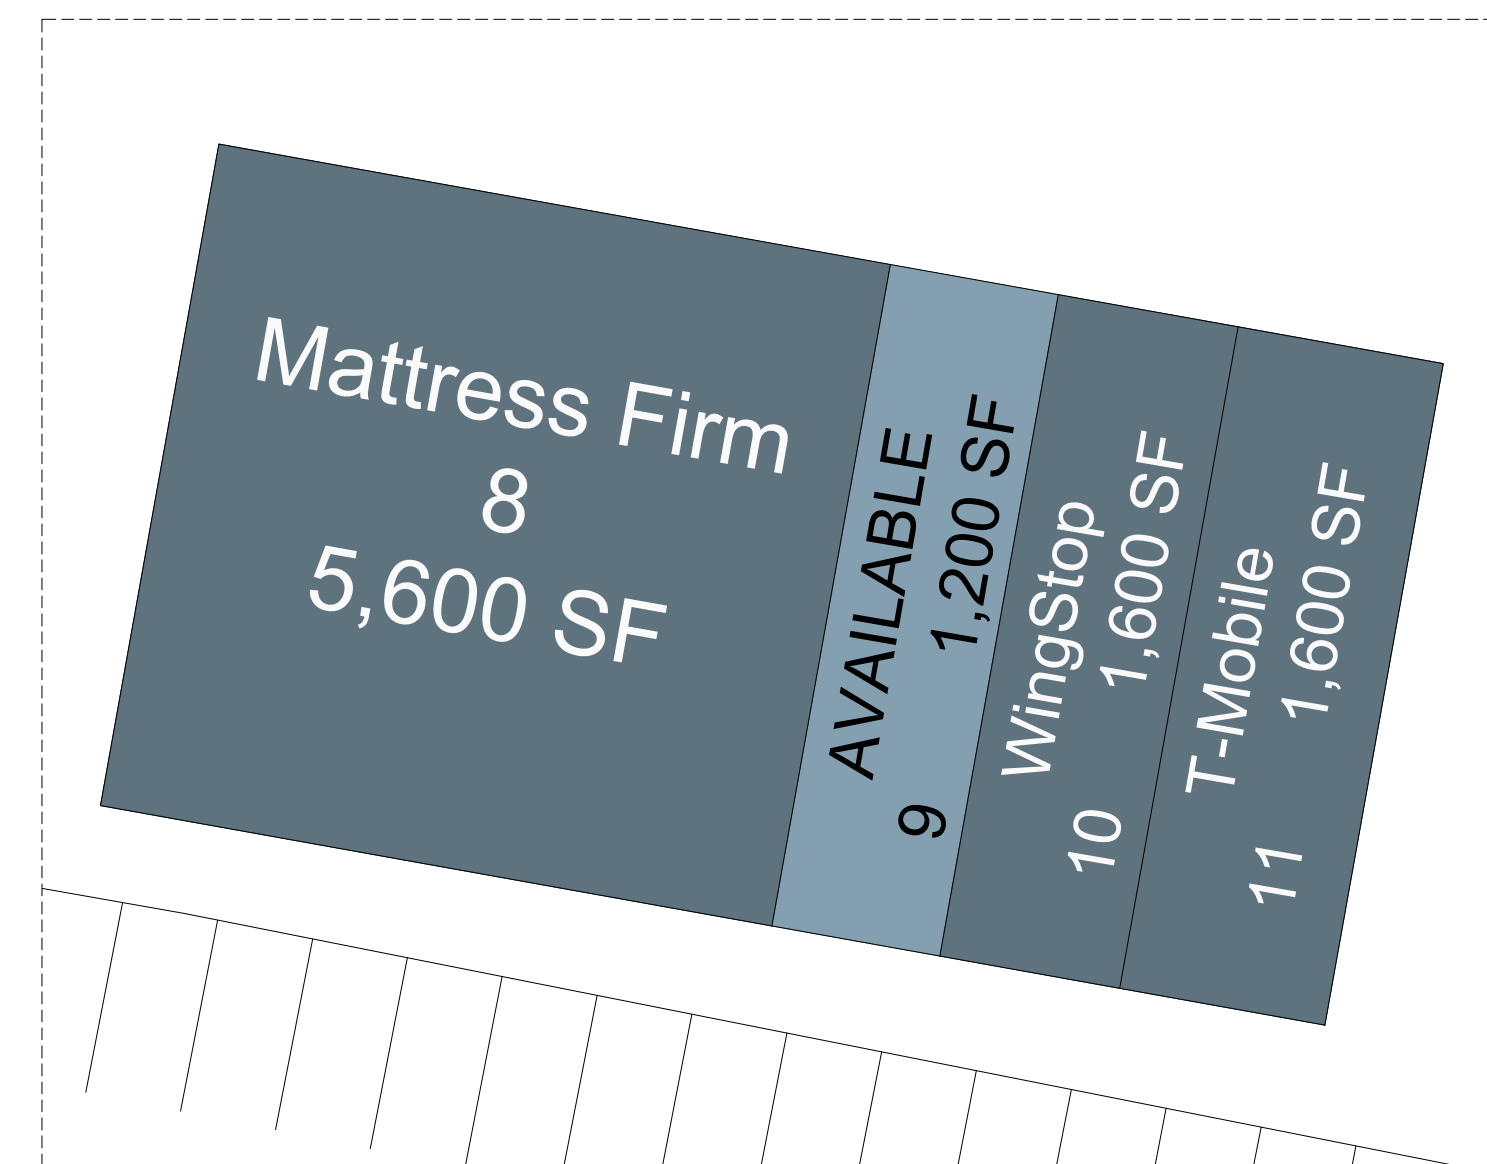 Mattress Firm
8
5,600 SF
AVAILABLE
9 1,200 SF
WingStop
10 1,600 SF
T-Mobile
11 1,600 SF